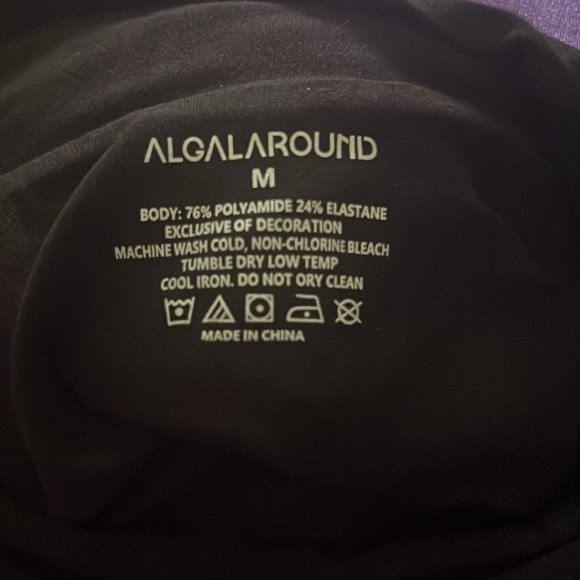 ALGALAROUND
M
BODY: 76% POLYAMIDE 24% ELASTANE
EXCLUSIVE OF DECORATION
MACHINE WASH COLD, NON-CHLORINE BLEACH
TUMBLE DRY LOW TEMP
COOL IRON. DO NOT ORY CLEAN
MADE IN CHINA